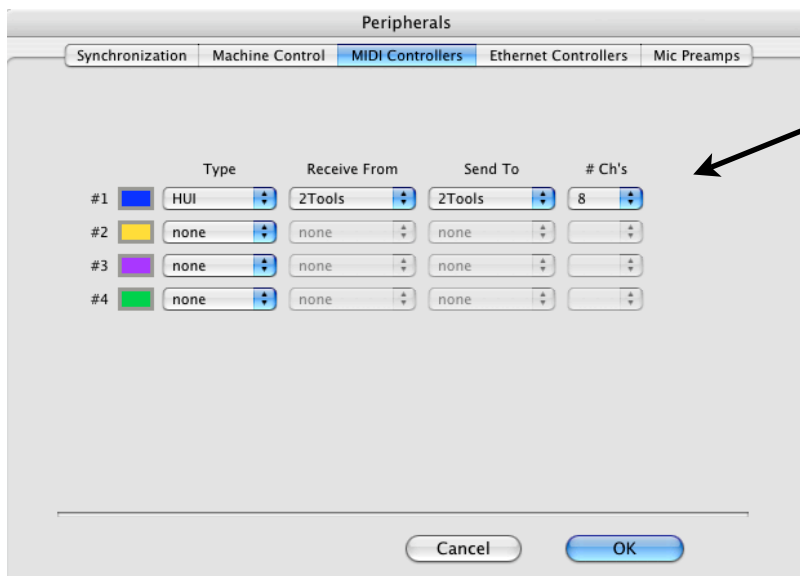 Peripherals
Synchronization Machine Control MIDI Controllers Ethernet Controllers Mic Preamps
Type Receive From Send To # Ch's
#1 HUI 2Tools 2Tools 8
#2 none none none
#3 none none none
#4 none none none
Cancel OK